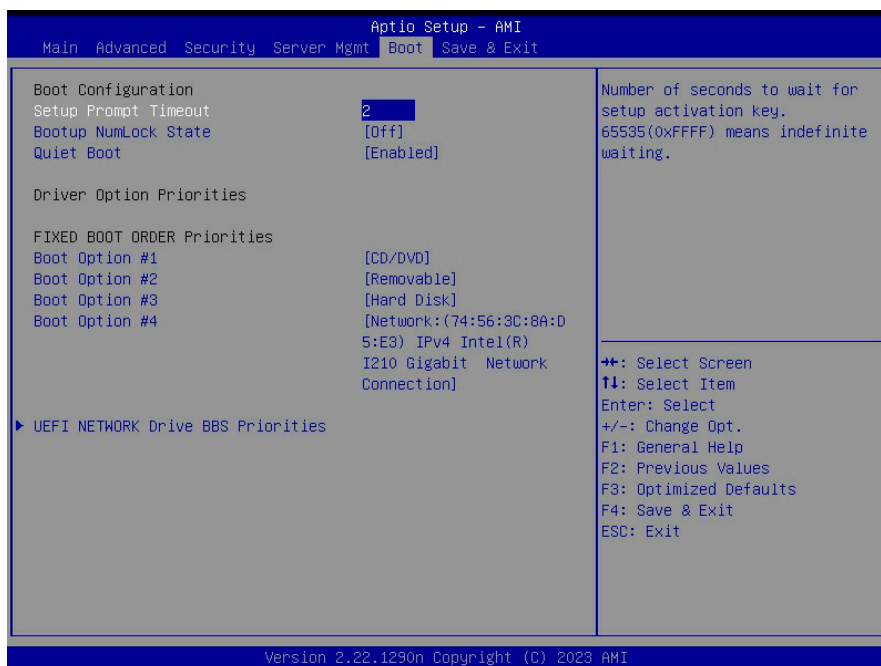 Aptio Setup – AMI
Main Advanced Security Server Mgmt Boot Save & Exit
Boot Configuration
Setup Prompt Timeout 2
Bootup NumLock State [Off]
Quiet Boot [Enabled]
Driver Option Priorities
FIXED BOOT ORDER Priorities
Boot Option #1 [CD/DVD]
Boot Option #2 [Removable]
Boot Option #3 [Hard Disk]
Boot Option #4 [Network:(74:56:3C:8A:D
5:E3) IPv4 Intel(R)
I210 Gigabit Network
Connection]
▶ UEFI NETWORK Drive BBS Priorities
Number of seconds to wait for
setup activation key.
65535(0xFFFF) means indefinite
waiting.
→←: Select Screen
↑↓: Select Item
Enter: Select
+/-: Change Opt.
F1: General Help
F2: Previous Values
F3: Optimized Defaults
F4: Save & Exit
ESC: Exit
Version 2.22.1290n Copyright (C) 2023 AMI